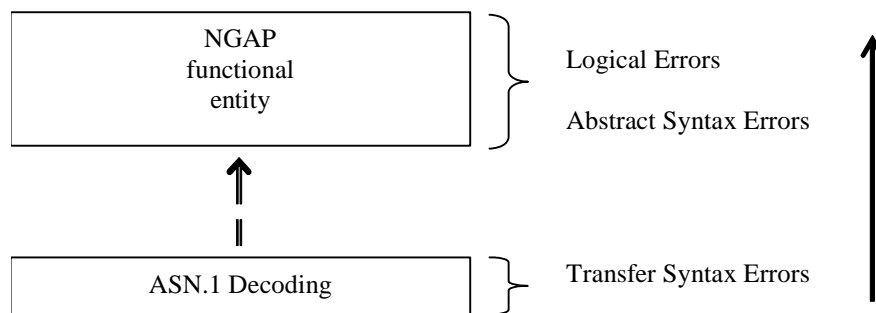 NGAP
functional
entity
Logical Errors
Abstract Syntax Errors
ASN.1 Decoding
Transfer Syntax Errors